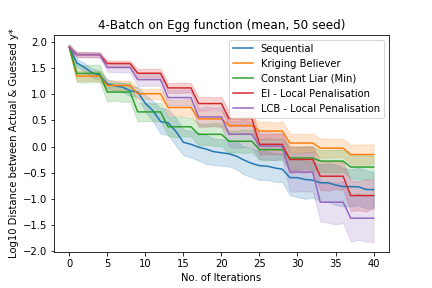 4-Batch on Egg function (mean, 50 seed)
Log10 Distance between Actual & Guessed y*
2.0
1.5
1.0
0.5
0.0
−0.5
−1.0
−1.5
−2.0
Sequential
Kriging Believer
Constant Liar (Min)
EI - Local Penalisation
LCB - Local Penalisation
0 5 10 15 20 25 30 35 40
No. of Iterations